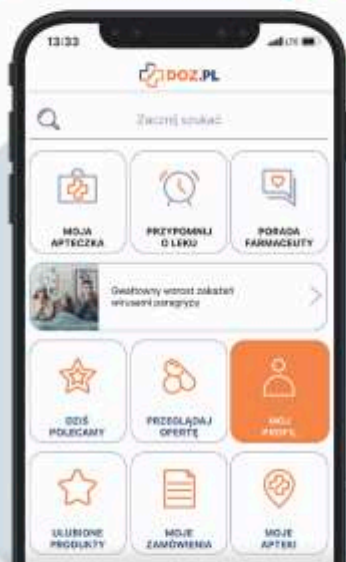 13:33
LTE
DOZ.PL
Zacznij szukać
MOJA
APTECZKA
PRZYPOMNIJ
O LEKU
PORADA
FARMACEUTY
Gwałtowny wzrost zakażeń
wirusami paragrypy
DZIŚ
POLECAMY
PRZEGLĄDAJ
OFERTĘ
MÓJ
PROFIL
ULUBIONE
PRODUKTY
MOJE
ZAMÓWIENIA
MOJE
APTEKI